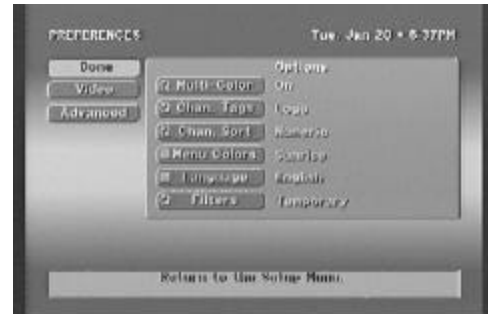 PREFERENCES
Tue. Jan 20 • 6:37PM
Done
Video
Advanced
Options
Multi-Color On
Chan. Tags Logo
Chan. Sort Numeric
Menu Colors Sunrise
Language English
Filters Temporary
Return to the Setup Menu.